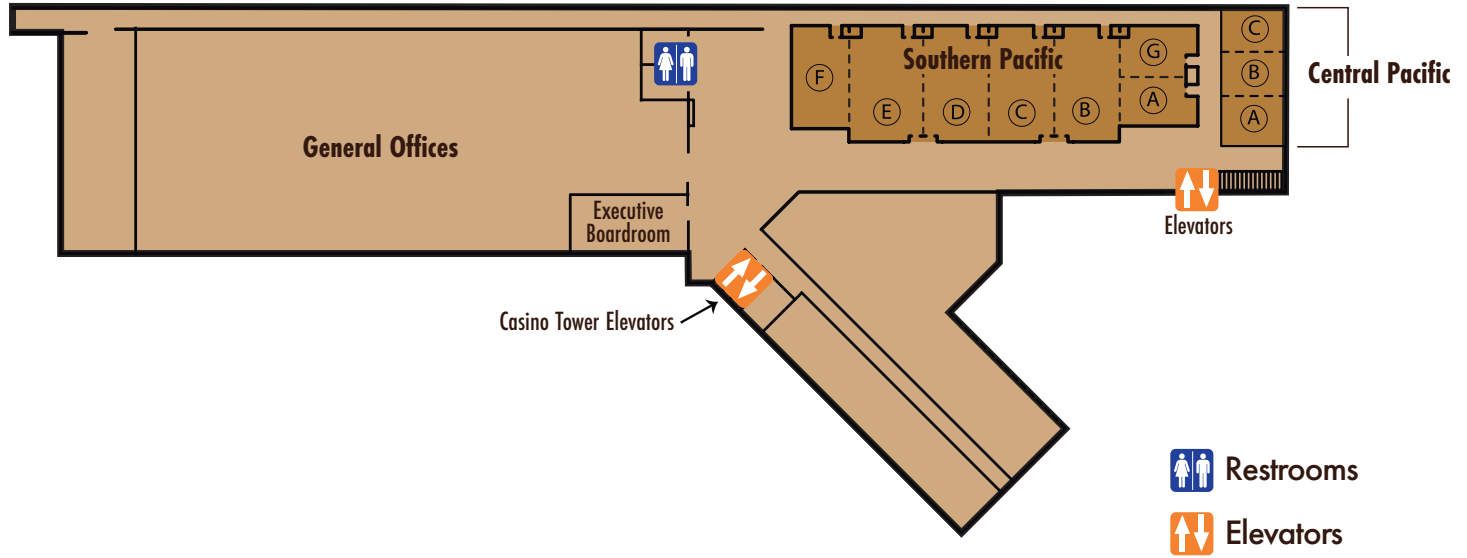 C
G
Southern Pacific
F
Central Pacific
B
A
E
D
C
B
A
General Offices
Executive
Boardroom
Elevators
Casino Tower Elevators
Restrooms
Elevators